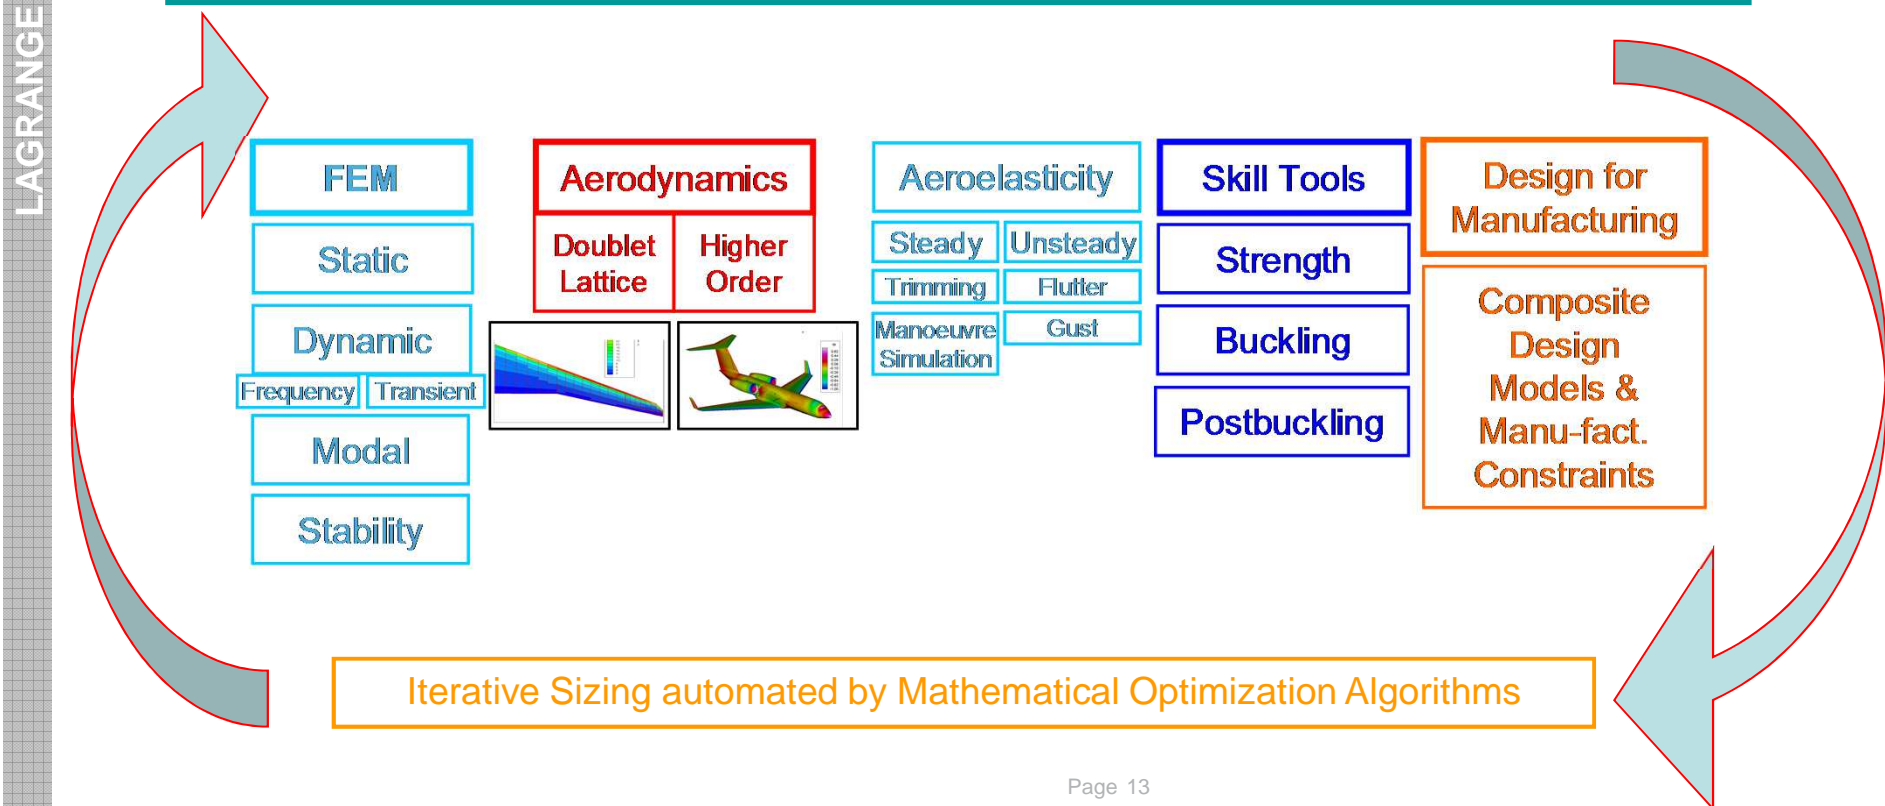 LAGRANGE
FEM
Static
Dynamic
Frequency
Transient
Modal
Stability
Aerodynamics
Doublet
Lattice
Higher
Order
Aeroelasticity
Steady
Unsteady
Trimming
Flutter
Manoeuvre
Simulation
Gust
Skill Tools
Strength
Buckling
Postbuckling
Design for
Manufacturing
Composite
Design
Models &
Manu-fact.
Constraints
Iterative Sizing automated by Mathematical Optimization Algorithms
Page 13